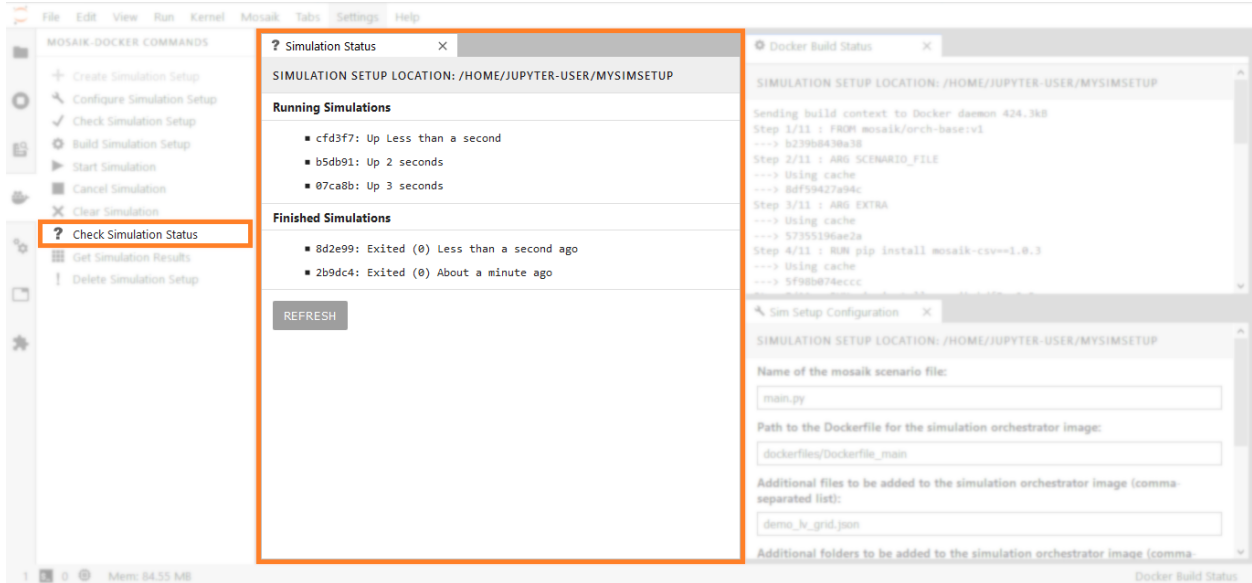 File Edit View Run Kernel Mosaik Tabs Settings Help
MOSAIK-DOCKER COMMANDS
Create Simulation Setup
Configure Simulation Setup
Check Simulation Setup
Build Simulation Setup
Start Simulation
Cancel Simulation
Clear Simulation
? Check Simulation Status
Get Simulation Results
! Delete Simulation Setup
? Simulation Status
SIMULATION SETUP LOCATION: /HOME/JUPYTER-USER/MYSIMSETUP
Running Simulations
▪ cfd3f7: Up Less than a second
▪ b5db91: Up 2 seconds
▪ 07ca8b: Up 3 seconds
Finished Simulations
▪ 8d2e99: Exited (0) Less than a second ago
▪ 2b9dc4: Exited (0) About a minute ago
REFRESH
Docker Build Status
SIMULATION SETUP LOCATION: /HOME/JUPYTER-USER/MYSIMSETUP
Sending build context to Docker daemon 424.3kB
Step 1/11 : FROM mosaik/orch-base:v1
---> b239b8430a38
Step 2/11 : ARG SCENARIO_FILE
---> Using cache
---> 8df59427a94c
Step 3/11 : ARG EXTRA
---> Using cache
---> 57355196ae2a
Step 4/11 : RUN pip install mosaik-csv==1.0.3
---> Using cache
---> 5f98b074eccc
Sim Setup Configuration
SIMULATION SETUP LOCATION: /HOME/JUPYTER-USER/MYSIMSETUP
Name of the mosaik scenario file:
main.py
Path to the Dockerfile for the simulation orchestrator image:
dockerfiles/Dockerfile_main
Additional files to be added to the simulation orchestrator image (comma-
separated list):
demo_lv_grid.json
Additional folders to be added to the simulation orchestrator image (comma-
1 0 Mem: 84.55 MB
Docker Build Status